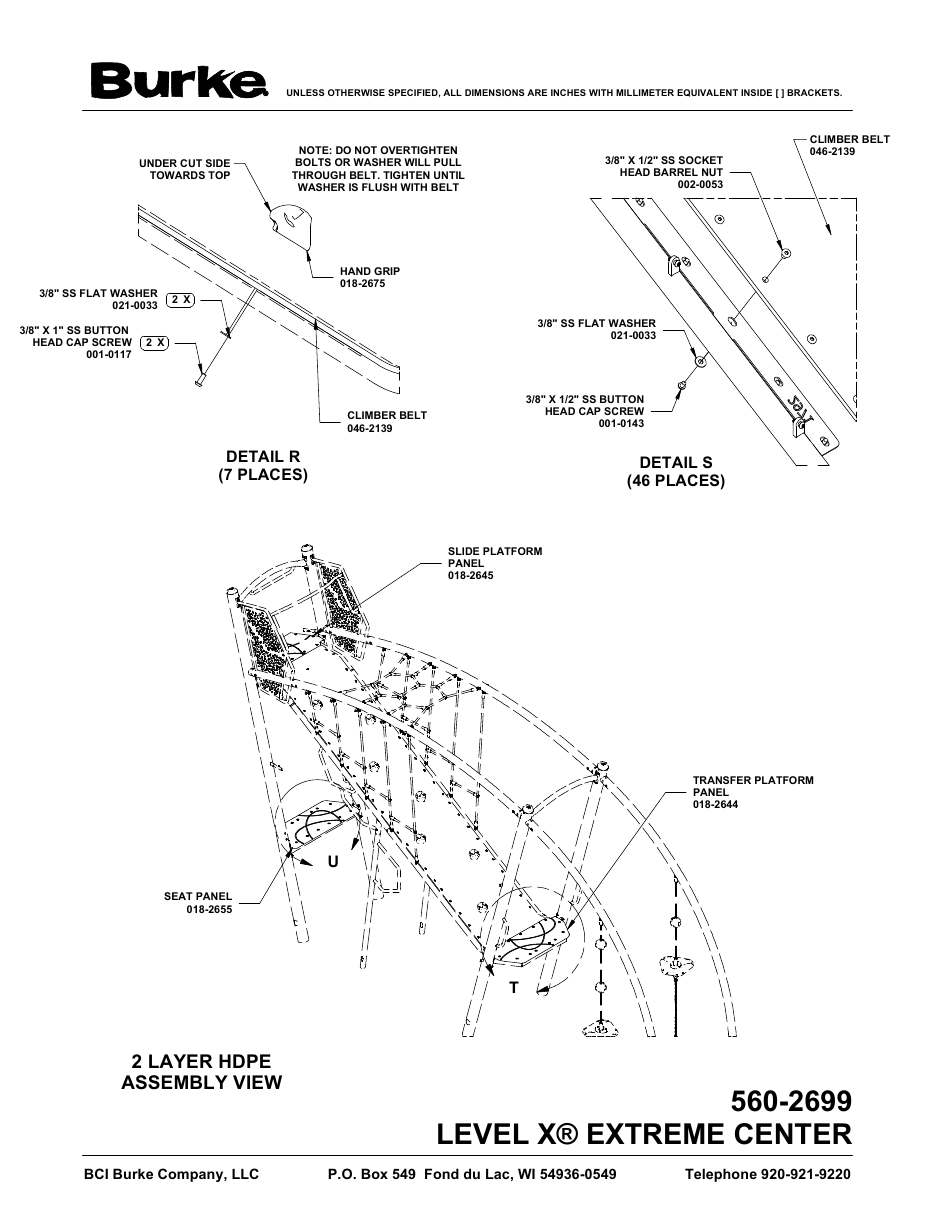 Burke
UNLESS OTHERWISE SPECIFIED, ALL DIMENSIONS ARE INCHES WITH MILLIMETER EQUIVALENT INSIDE [ ] BRACKETS.
UNDER CUT SIDE
TOWARDS TOP
NOTE: DO NOT OVERTIGHTEN
BOLTS OR WASHER WILL PULL
THROUGH BELT. TIGHTEN UNTIL
WASHER IS FLUSH WITH BELT
HAND GRIP
018-2675
3/8" SS FLAT WASHER
021-0033
2 X
3/8" X 1" SS BUTTON
HEAD CAP SCREW
001-0117
2 X
CLIMBER BELT
046-2139
DETAIL R
(7 PLACES)
CLIMBER BELT
046-2139
3/8" X 1/2" SS SOCKET
HEAD BARREL NUT
002-0053
3/8" SS FLAT WASHER
021-0033
3/8" X 1/2" SS BUTTON
HEAD CAP SCREW
001-0143
DETAIL S
(46 PLACES)
SLIDE PLATFORM
PANEL
018-2645
TRANSFER PLATFORM
PANEL
018-2644
U
SEAT PANEL
018-2655
T
2 LAYER HDPE
ASSEMBLY VIEW
560-2699
LEVEL X® EXTREME CENTER
BCI Burke Company, LLC
P.O. Box 549 Fond du Lac, WI 54936-0549
Telephone 920-921-9220